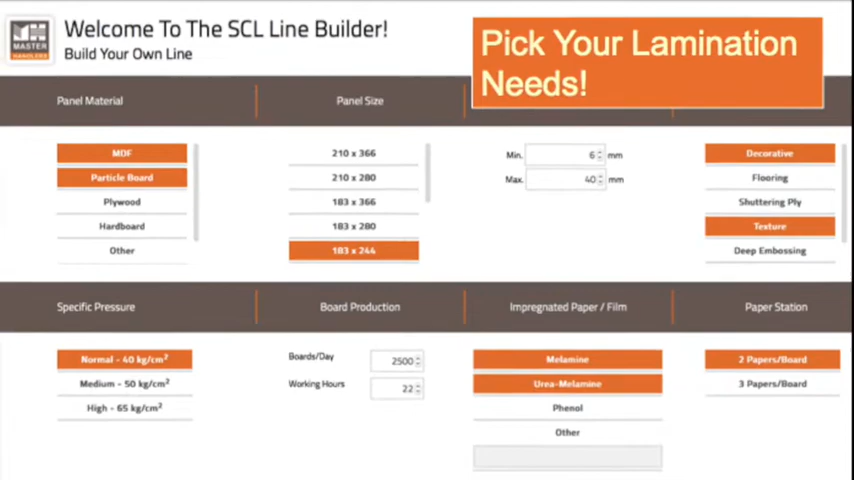 MASTER
HANDLERS
Welcome To The SCL Line Builder!
Build Your Own Line
Pick Your Lamination
Needs!
Panel Material
Panel Size
MDF
Particle Board
Plywood
Hardboard
Other
210 x 366
210 x 280
183 x 366
183 x 280
183 x 244
Min. 6 mm
Max. 40 mm
Decorative
Flooring
Shuttering Ply
Texture
Deep Embossing
Specific Pressure
Board Production
Impregnated Paper / Film
Paper Station
Normal - 40 kg/cm²
Medium - 50 kg/cm²
High - 65 kg/cm²
Boards/Day 2500
Working Hours 22
Melamine
Urea-Melamine
Phenol
Other
2 Papers/Board
3 Papers/Board